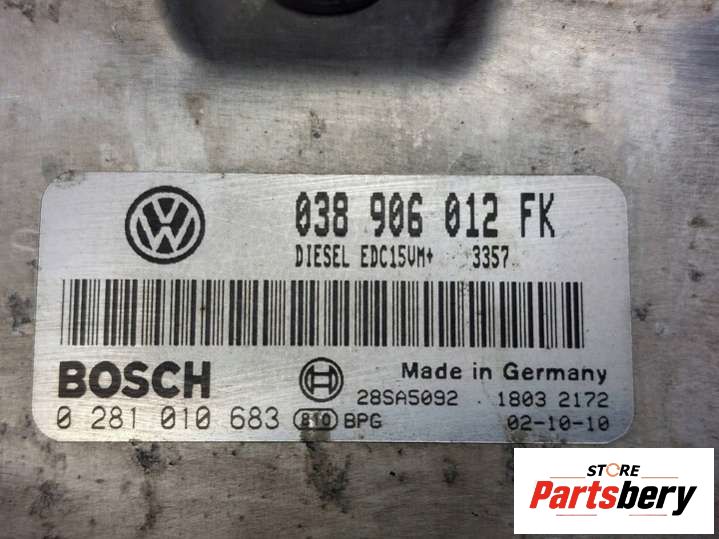 038 906 012 FK
DIESEL EDC15VM+ 3357
BOSCH
Made in Germany
28SA5092 1803 2172
0 281 010 683 810 BPG 02-10-10
STORE
Partsbery